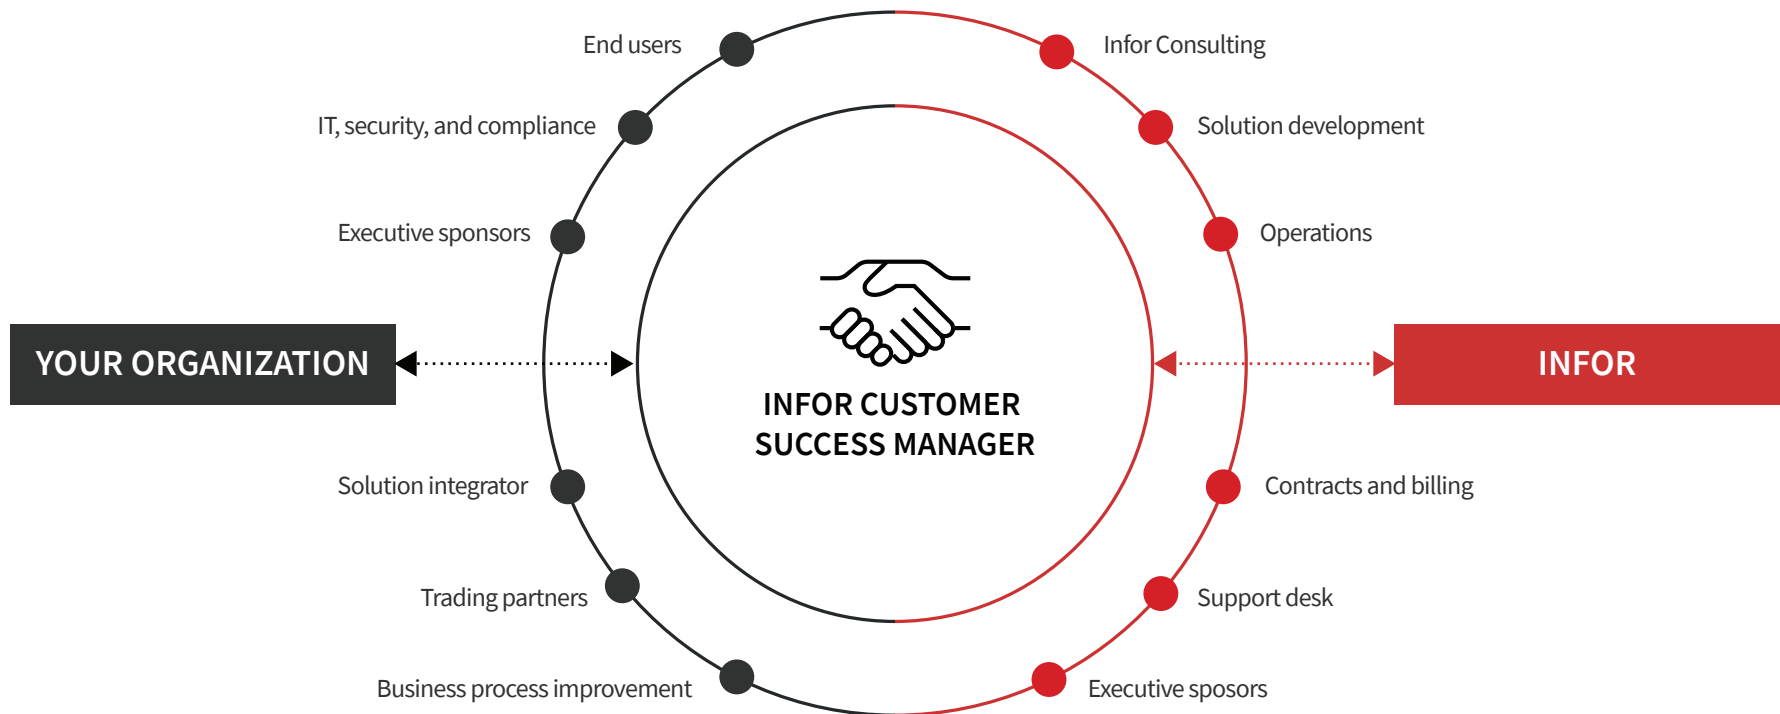 End users
Infor Consulting
IT, security, and compliance
Solution development
Executive sponsors
Operations
YOUR ORGANIZATION
INFOR
INFOR CUSTOMER
SUCCESS MANAGER
Solution integrator
Contracts and billing
Trading partners
Support desk
Business process improvement
Executive sposors